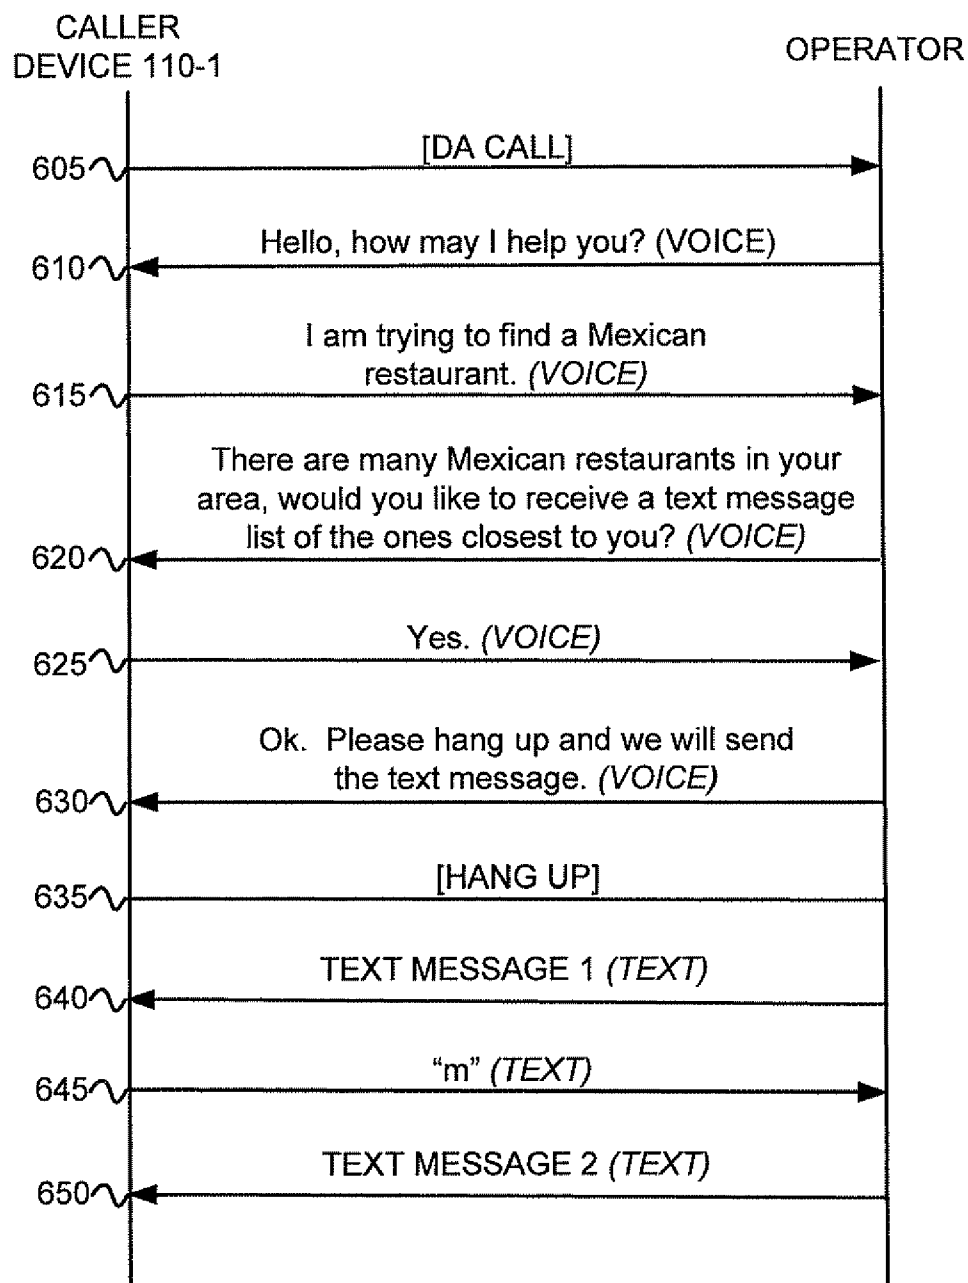 CALLER
DEVICE 110-1
OPERATOR
[DA CALL]
605
Hello, how may I help you? (VOICE)
610
I am trying to find a Mexican
restaurant. (VOICE)
615
There are many Mexican restaurants in your
area, would you like to receive a text message
list of the ones closest to you? (VOICE)
620
Yes. (VOICE)
625
Ok. Please hang up and we will send
the text message. (VOICE)
630
[HANG UP]
635
TEXT MESSAGE 1 (TEXT)
640
“m” (TEXT)
645
TEXT MESSAGE 2 (TEXT)
650